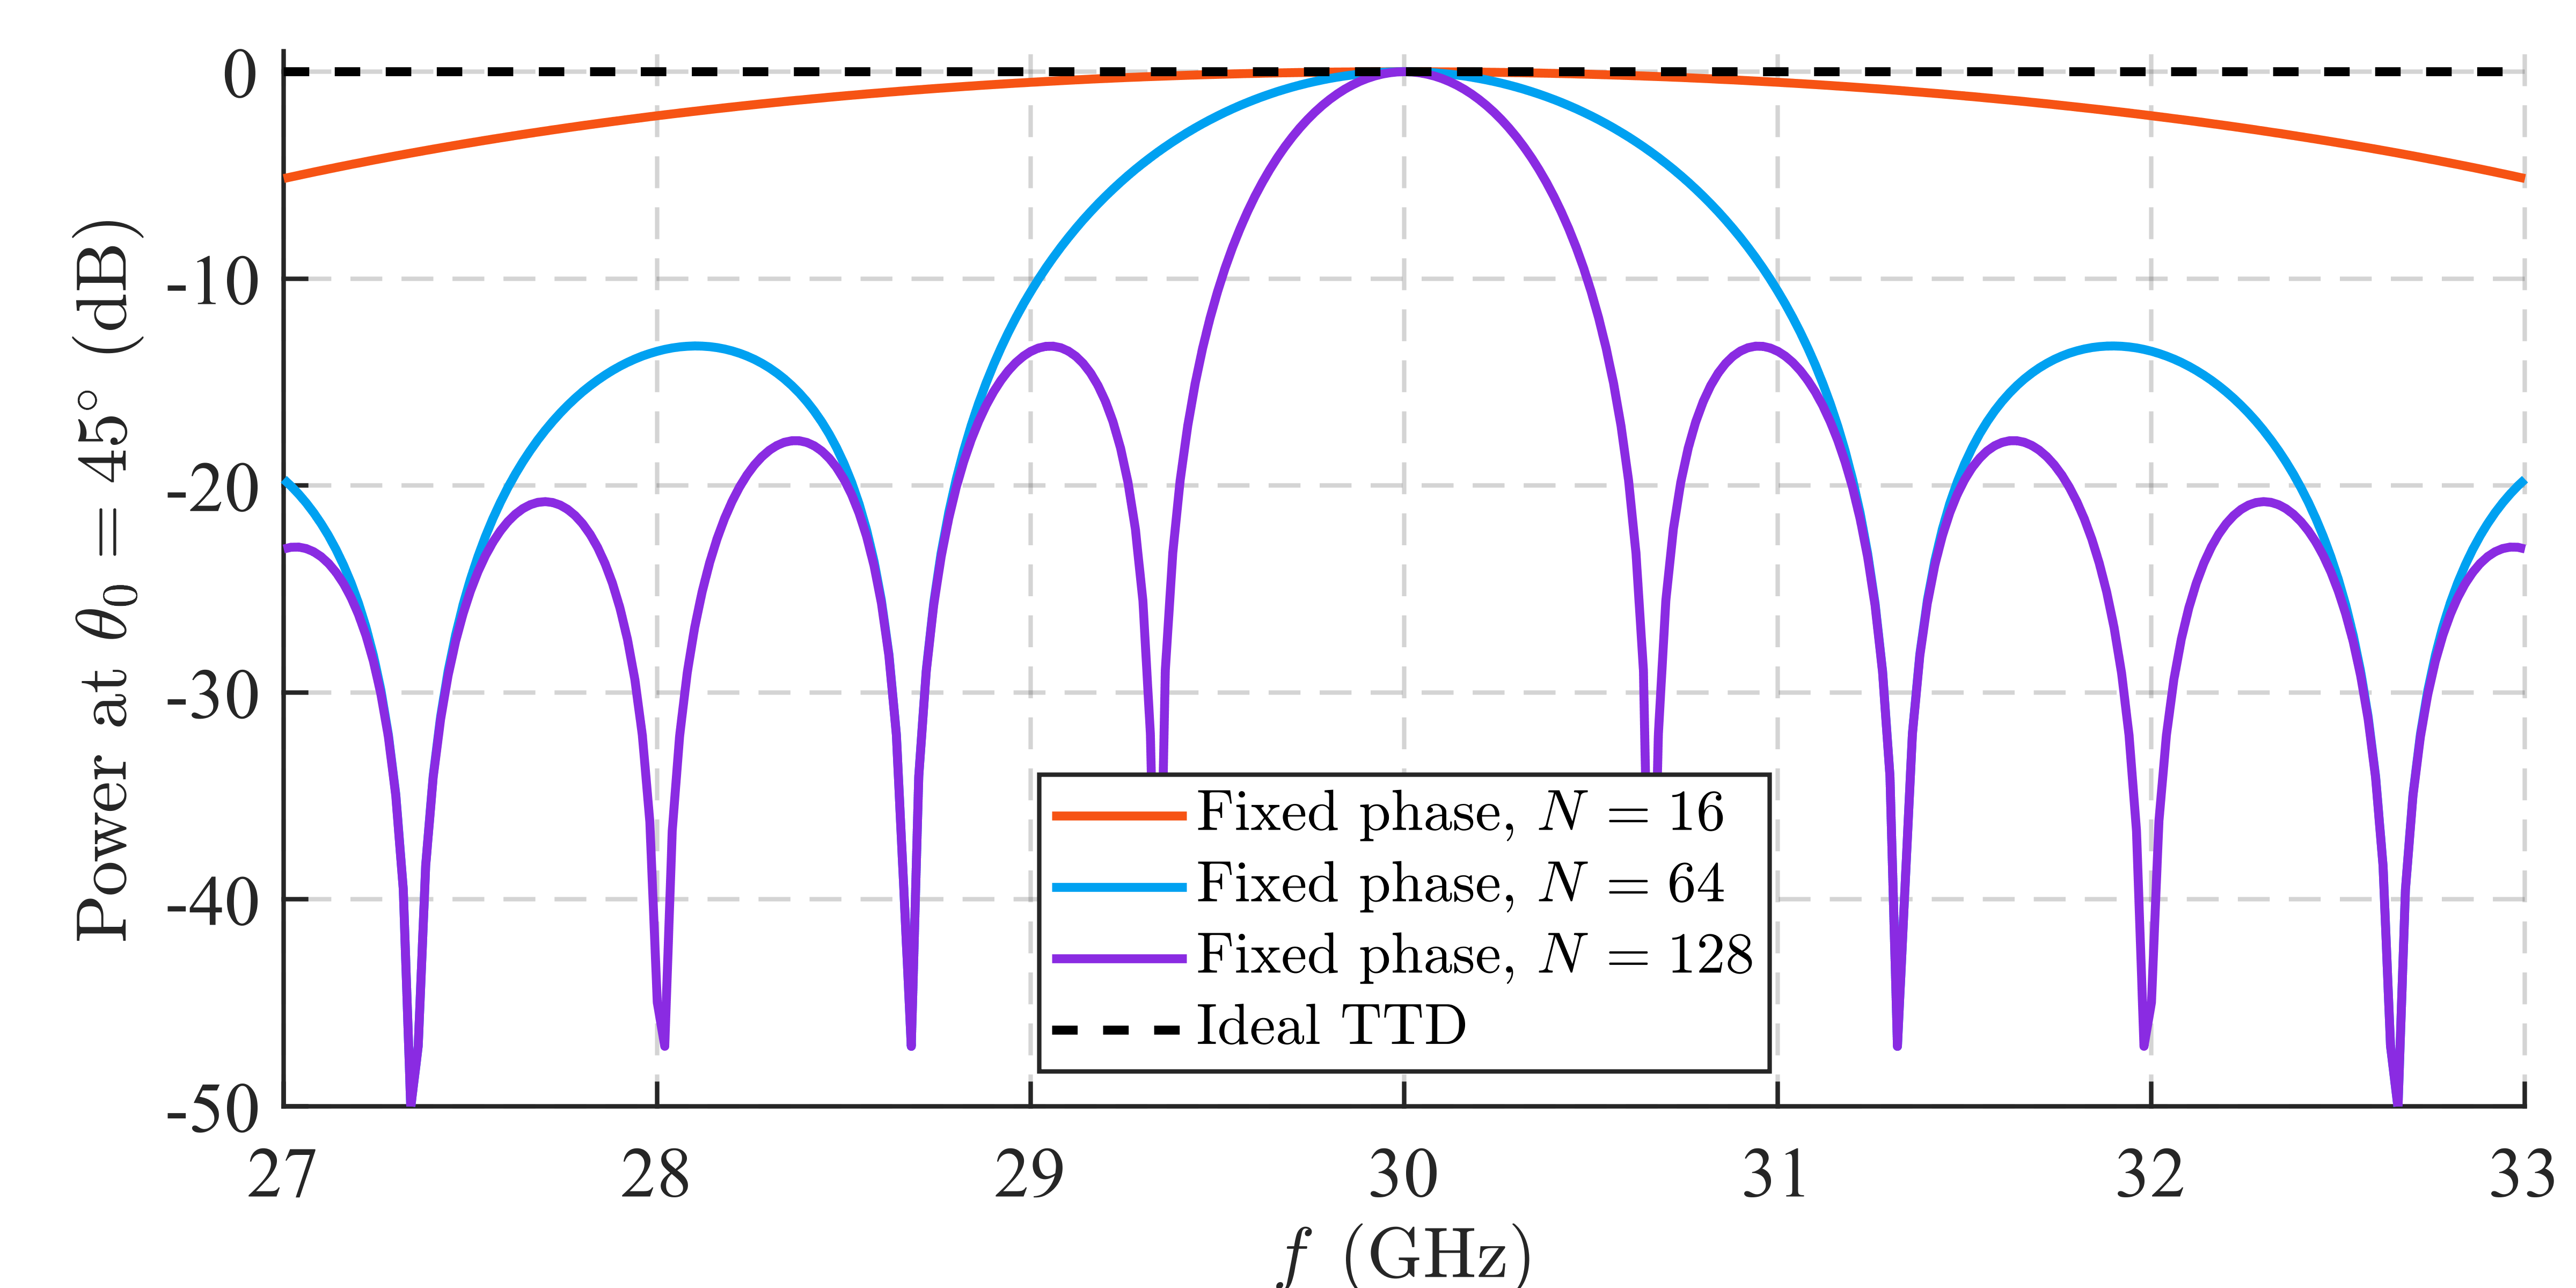 Power at θ₀ = 45° (dB)
0
-10
-20
-30
-40
-50
27 28 29 30 31 32 33
f (GHz)
Fixed phase, N = 16
Fixed phase, N = 64
Fixed phase, N = 128
Ideal TTD